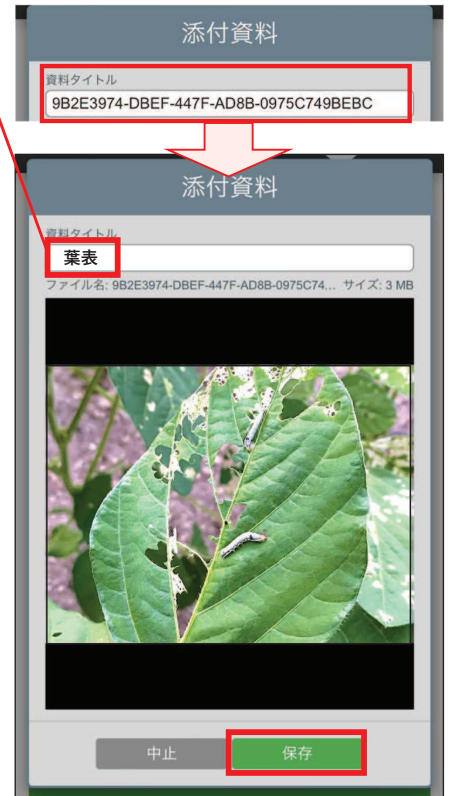 添付資料
資料タイトル
9B2E3974-DBEF-447F-AD8B-0975C749BEBC
添付資料
資料タイトル
葉表
ファイル名: 9B2E3974-DBEF-447F-AD8B-0975C74... サイズ: 3 MB
中止
保存